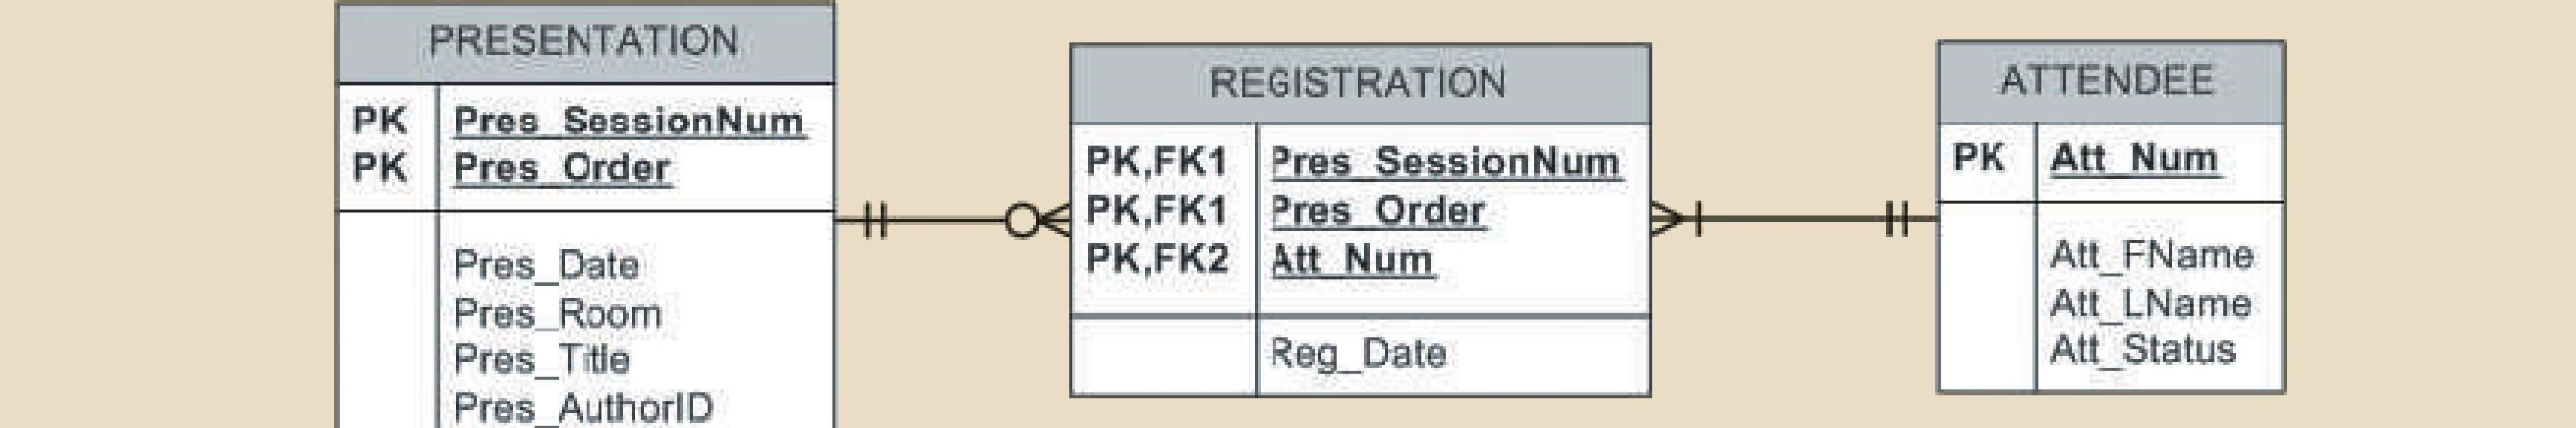 PRESENTATION
PK Pres_SessionNum
PK Pres_Order
Pres_Date
Pres_Room
Pres_Title
Pres_AuthorID
REGISTRATION
PK,FK1 Pres_SessionNum
PK,FK1 Pres_Order
PK,FK2 Att_Num
Reg_Date
ATTENDEE
PK Att_Num
Att_FName
Att_LName
Att_Status